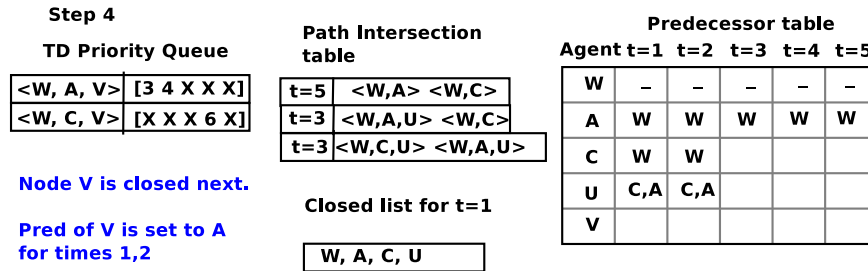 Step 4
TD Priority Queue
<W, A, V> [3 4 X X X]
<W, C, V> [X X X 6 X]
Node V is closed next.
Pred of V is set to A
for times 1,2
Path Intersection
table
t=5 <W,A> <W,C>
t=3 <W,A,U> <W,C>
t=3 <W,C,U> <W,A,U>
Closed list for t=1
W, A, C, U
Predecessor table
Agent t=1 t=2 t=3 t=4 t=5
W – – – – –
A W W W W W
C W W
U C,A C,A
V